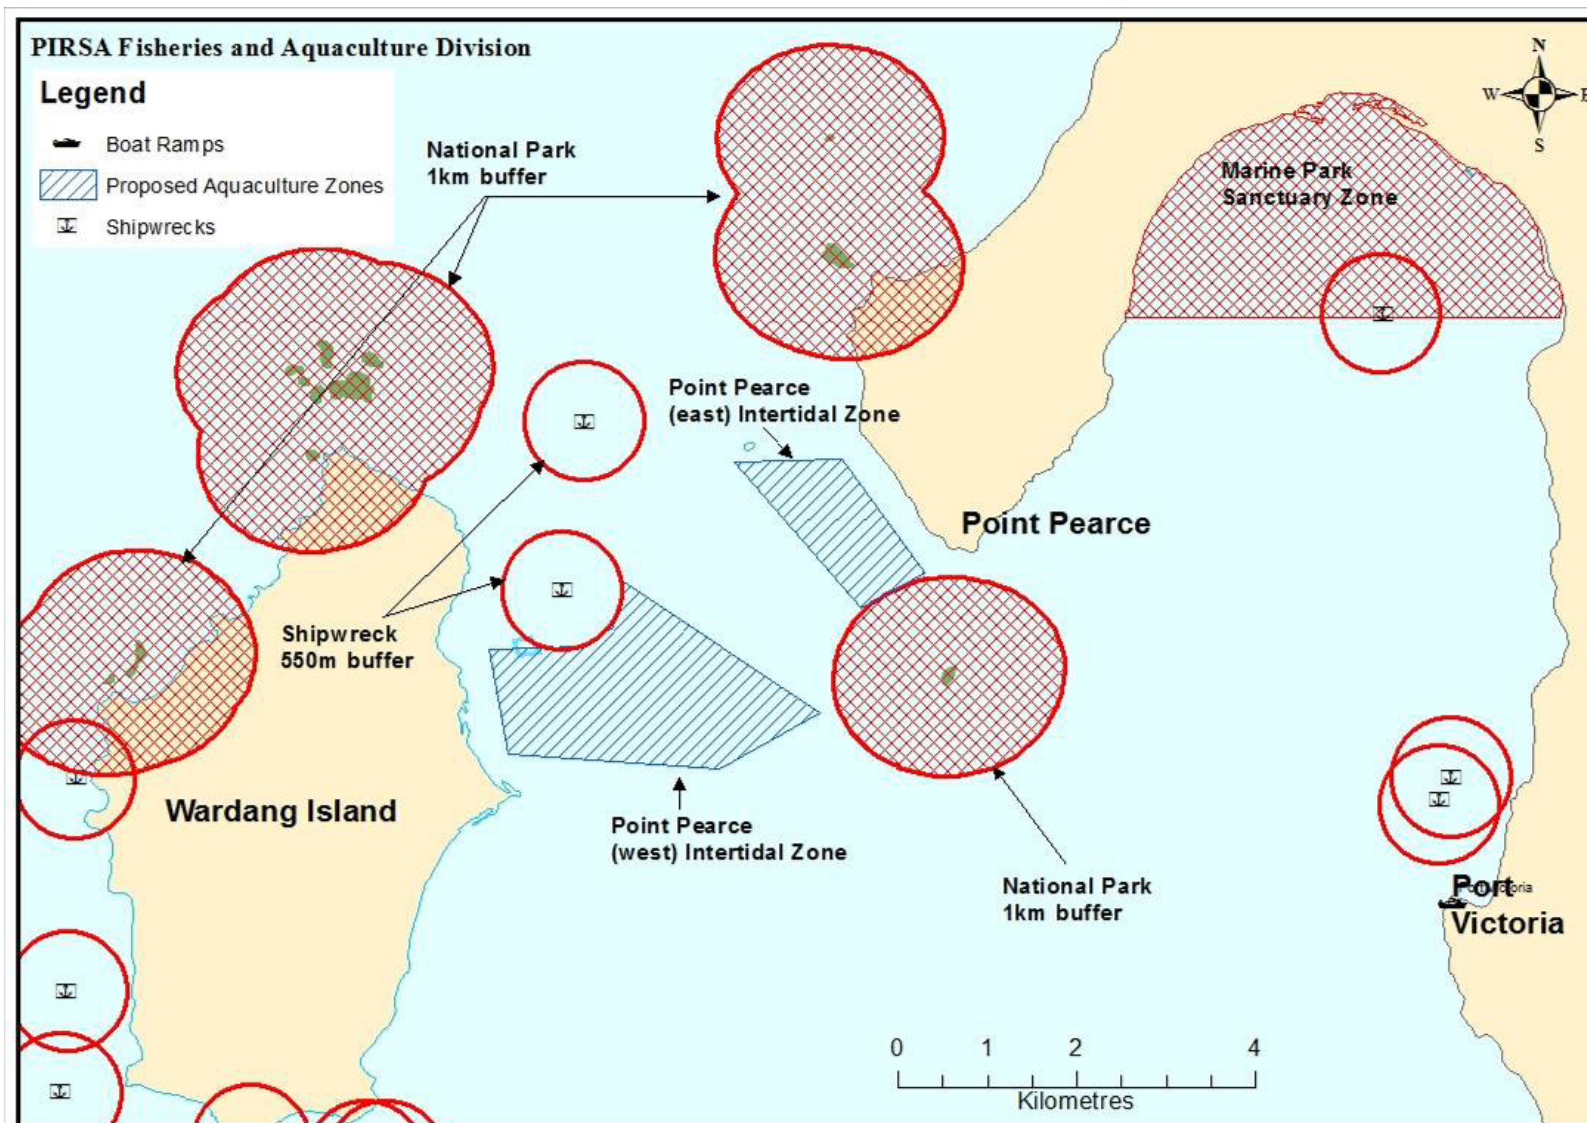 PIRSA Fisheries and Aquaculture Division
Legend
Boat Ramps
Proposed Aquaculture Zones
Shipwrecks
National Park
1km buffer
N
W
E
S
Marine Park
Sanctuary Zone
Point Pearce
(east) Intertidal Zone
Point Pearce
Shipwreck
550m buffer
Wardang Island
Point Pearce
(west) Intertidal Zone
National Park
1km buffer
Port
Victoria
0 1 2 4
Kilometres